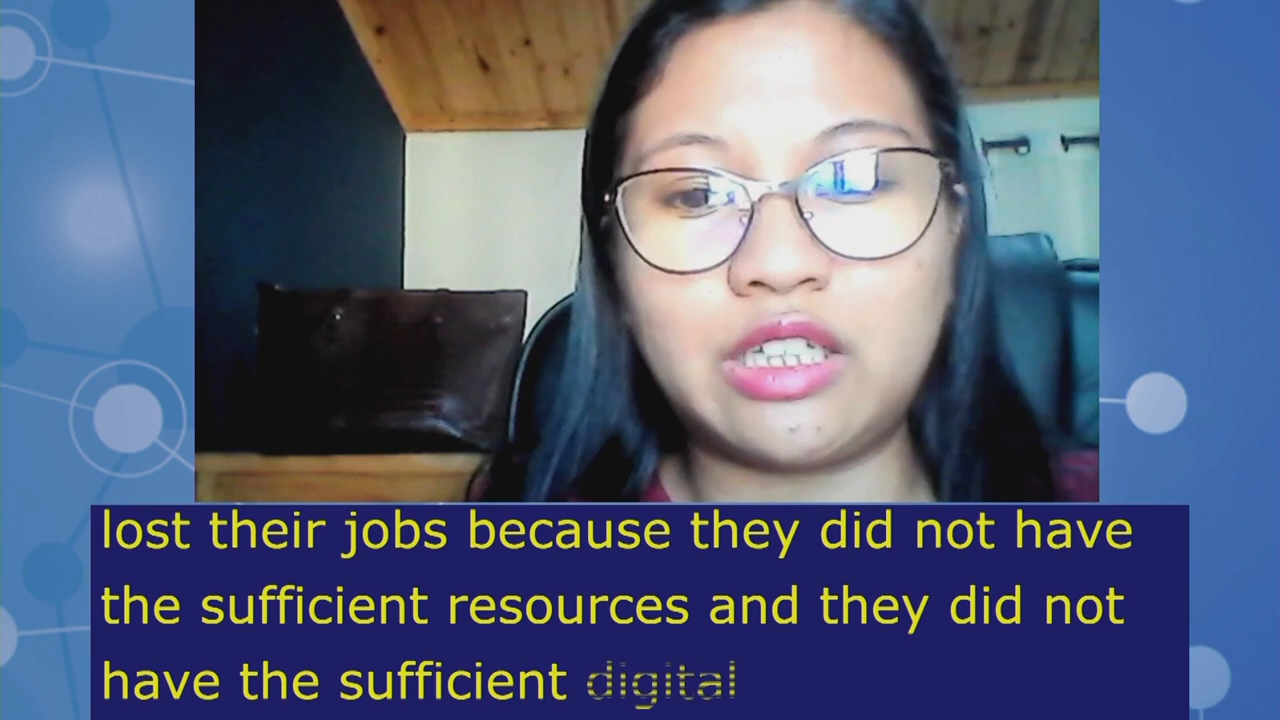 lost their jobs because they did not have
the sufficient resources and they did not
have the sufficient digital